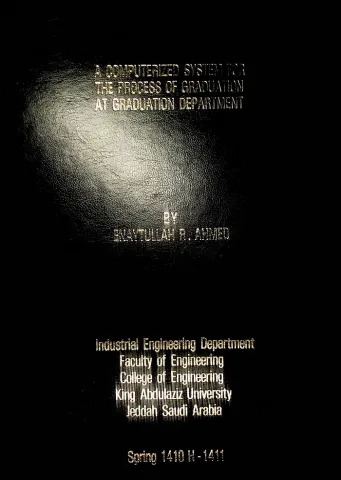 A COMPUTERIZED SYSTEM FOR
THE PROCESS OF GRADUATION
AT GRADUATION DEPARTMENT
BY
ENAYTULLAH R. AHMED
Industrial Engineering Department
Faculty of Engineering
College of Engineering
King Abdulaziz University
Jeddah Saudi Arabia
Spring 1410 H - 1411